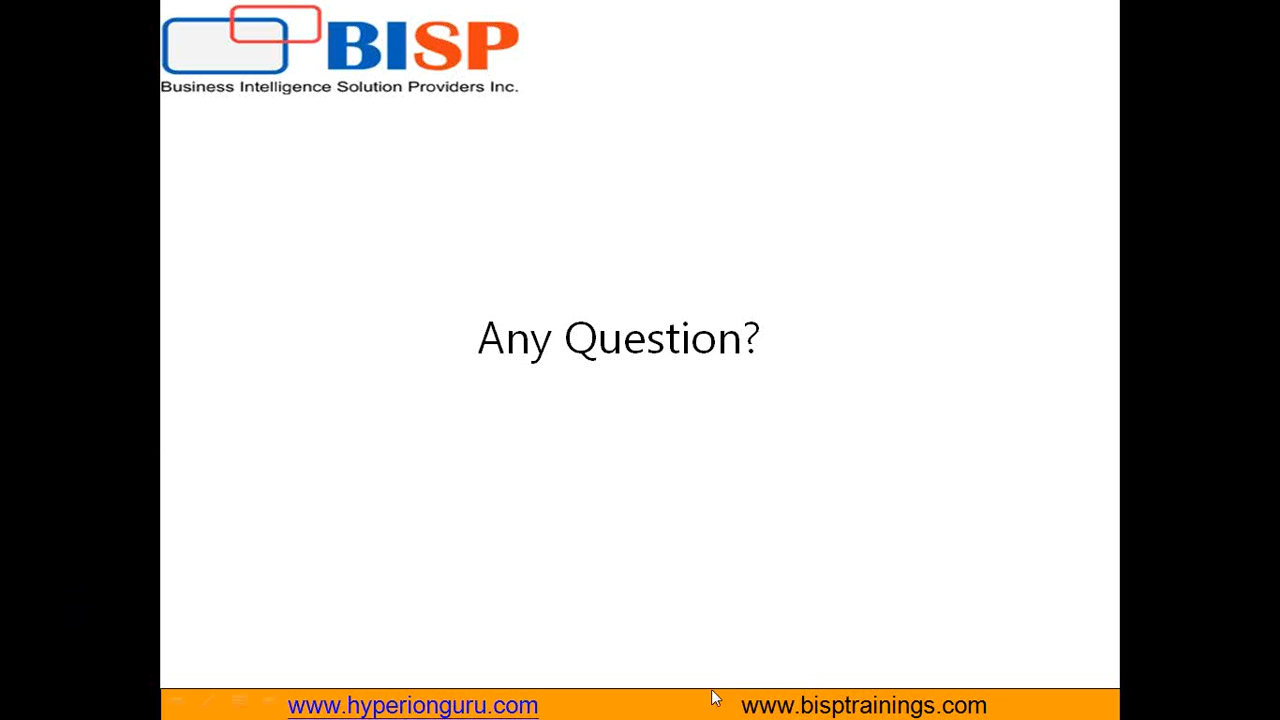 BISP
Business Intelligence Solution Providers Inc.
Any Question?
www.hyperionguru.com
www.bisptrainings.com